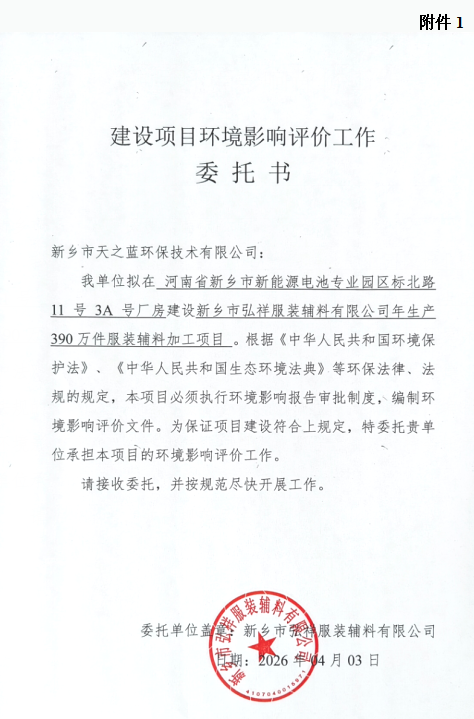 附件 1
建设项目环境影响评价工作
委 托 书
新乡市天之蓝环保技术有限公司：
我单位拟在 河南省新乡市新能源电池专业园区标北路
11 号 3A 号厂房建设新乡市弘祥服装辅料有限公司年生产
390 万件服装辅料加工项目 。根据《中华人民共和国环境保
护法》、《中华人民共和国生态环境法典》等环保法律、法
规的规定，本项目必须执行环境影响报告审批制度，编制环
境影响评价文件。为保证项目建设符合上规定，特委托贵单
位承担本项目的环境影响评价工作。
请接收委托，并按规范尽快开展工作。
委托单位盖章：新乡市弘祥服装辅料有限公司
日期：2026 年 04 月 03 日
新乡市弘祥服装辅料有限公司
4107040015971